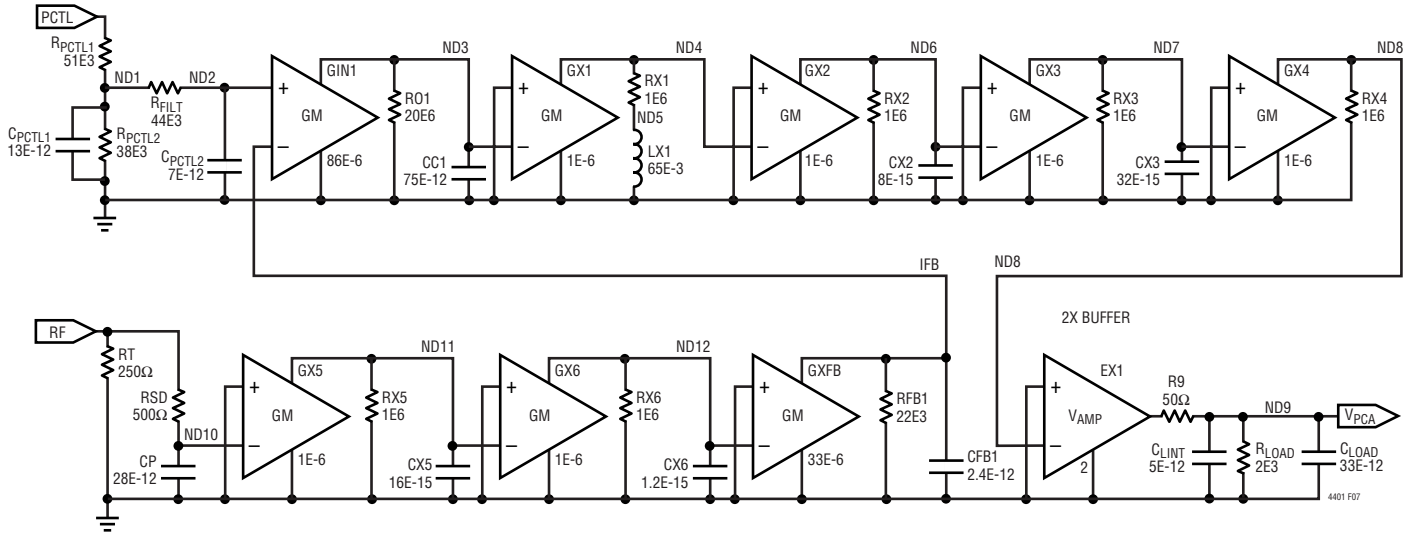 PCTL
RPCTL1
51E3
ND1
ND2
RFILT
44E3
CPCTL1
13E-12
RPCTL2
38E3
CPCTL2
7E-12
+
–
GM
GIN1
86E-6
RO1
20E6
ND3
CC1
75E-12
+
–
GM
GX1
1E-6
RX1
1E6
ND5
LX1
65E-3
ND4
+
–
GM
GX2
1E-6
RX2
1E6
ND6
CX2
8E-15
+
–
GM
GX3
1E-6
RX3
1E6
ND7
CX3
32E-15
+
–
GM
GX4
1E-6
RX4
1E6
ND8
IFB
ND8
RF
RT
250Ω
RSD
500Ω
ND10
CP
28E-12
+
–
GM
GX5
1E-6
RX5
1E6
ND11
CX5
16E-15
+
–
GM
GX6
1E-6
RX6
1E6
ND12
CX6
1.2E-15
+
–
GM
GXFB
33E-6
RFB1
22E3
CFB1
2.4E-12
2X BUFFER
+
–
VAMP
EX1
2
R9
50Ω
ND9
VPCA
CLINT
5E-12
RLOAD
2E3
CLOAD
33E-12
4401 F07